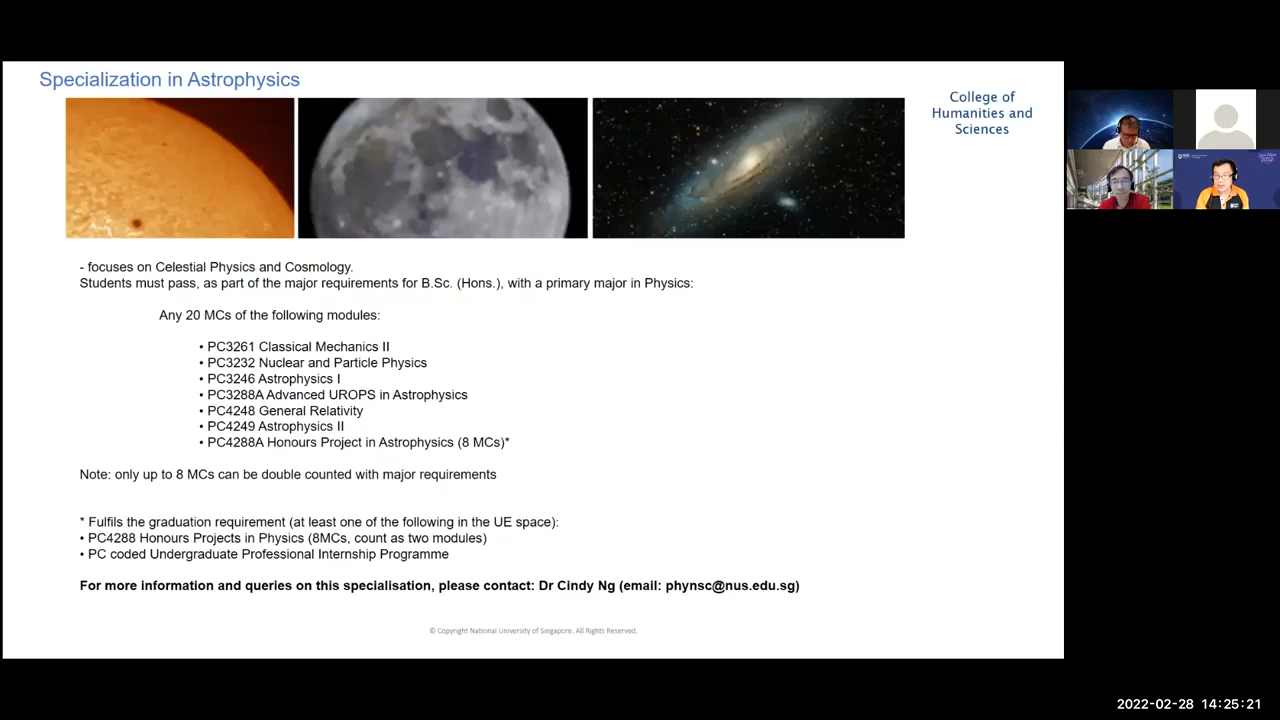 Specialization in Astrophysics
College of
Humanities and
Sciences
- focuses on Celestial Physics and Cosmology.
Students must pass, as part of the major requirements for B.Sc. (Hons.), with a primary major in Physics:
Any 20 MCs of the following modules:
• PC3261 Classical Mechanics II
• PC3232 Nuclear and Particle Physics
• PC3246 Astrophysics I
• PC3288A Advanced UROPS in Astrophysics
• PC4248 General Relativity
• PC4249 Astrophysics II
• PC4288A Honours Project in Astrophysics (8 MCs)*
Note: only up to 8 MCs can be double counted with major requirements
* Fulfils the graduation requirement (at least one of the following in the UE space):
• PC4288 Honours Projects in Physics (8MCs, count as two modules)
• PC coded Undergraduate Professional Internship Programme
For more information and queries on this specialisation, please contact: Dr Cindy Ng (email: phynsc@nus.edu.sg)
© Copyright National University of Singapore. All Rights Reserved.
2022-02-28 14:25:21